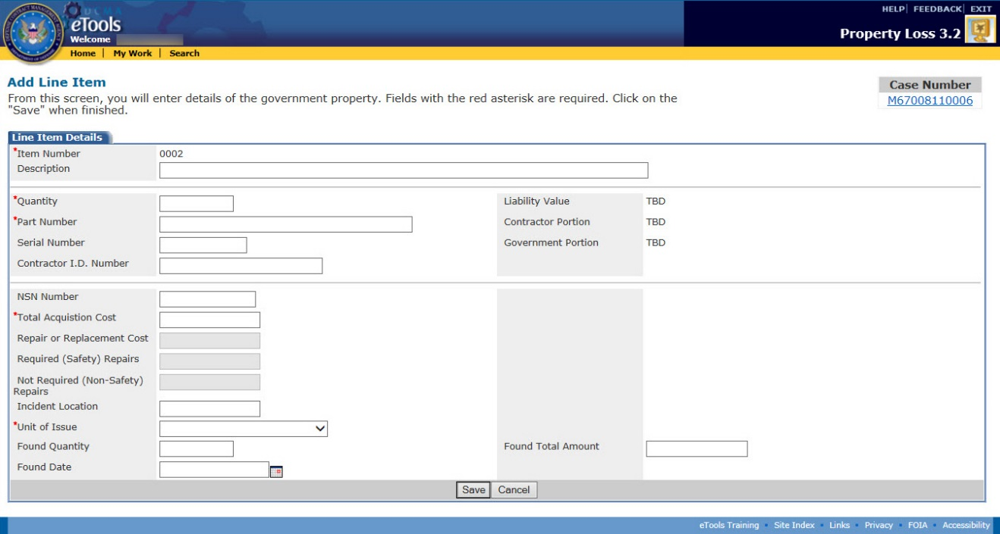 DCMA
HELP| FEEDBACK| EXIT
eTools
Welcome
Property Loss 3.2
Home | My Work | Search
Add Line Item
From this screen, you will enter details of the government property. Fields with the red asterisk are required. Click on the
"Save" when finished.
Case Number
M67008110006
Line Item Details
*Item Number 0002
Description
*Quantity Liability Value TBD
*Part Number Contractor Portion TBD
Serial Number Government Portion TBD
Contractor I.D. Number
NSN Number
*Total Acquistion Cost
Repair or Replacement Cost
Required (Safety) Repairs
Not Required (Non-Safety)
Repairs
Incident Location
*Unit of Issue
Found Quantity Found Total Amount
Found Date
Save Cancel
eTools Training • Site Index • Links • Privacy • FOIA • Accessibility